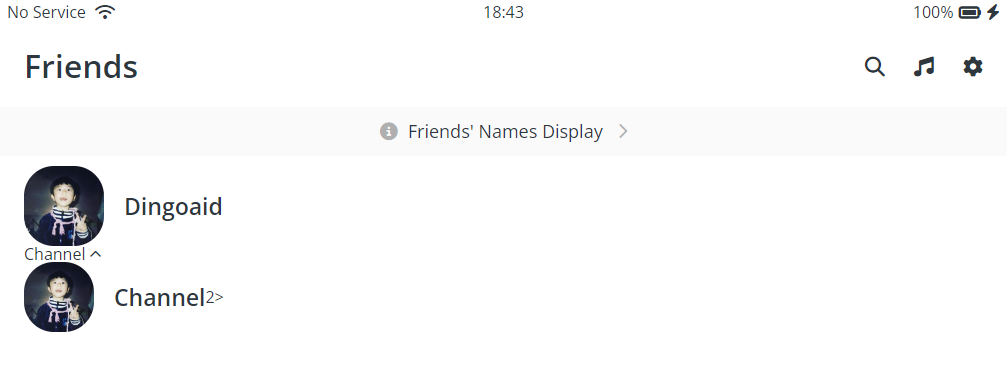 No Service 18:43 100%
Friends
Friends' Names Display
Dingoaid
Channel
Channel2>